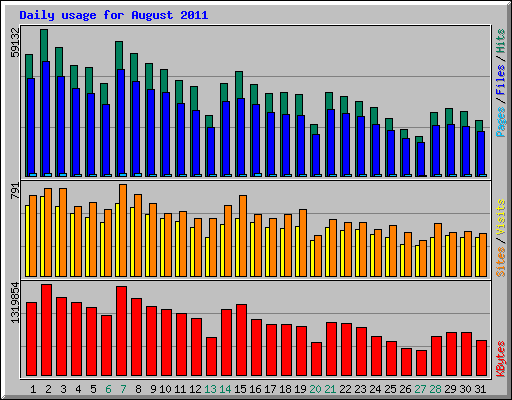 Daily usage for August 2011
59132
Pages/Files/Hits
791
Sites/Visits
1319854
KBytes
1 2 3 4 5 6 7 8 9 10 11 12 13 14 15 16 17 18 19 20 21 22 23 24 25 26 27 28 29 30 31